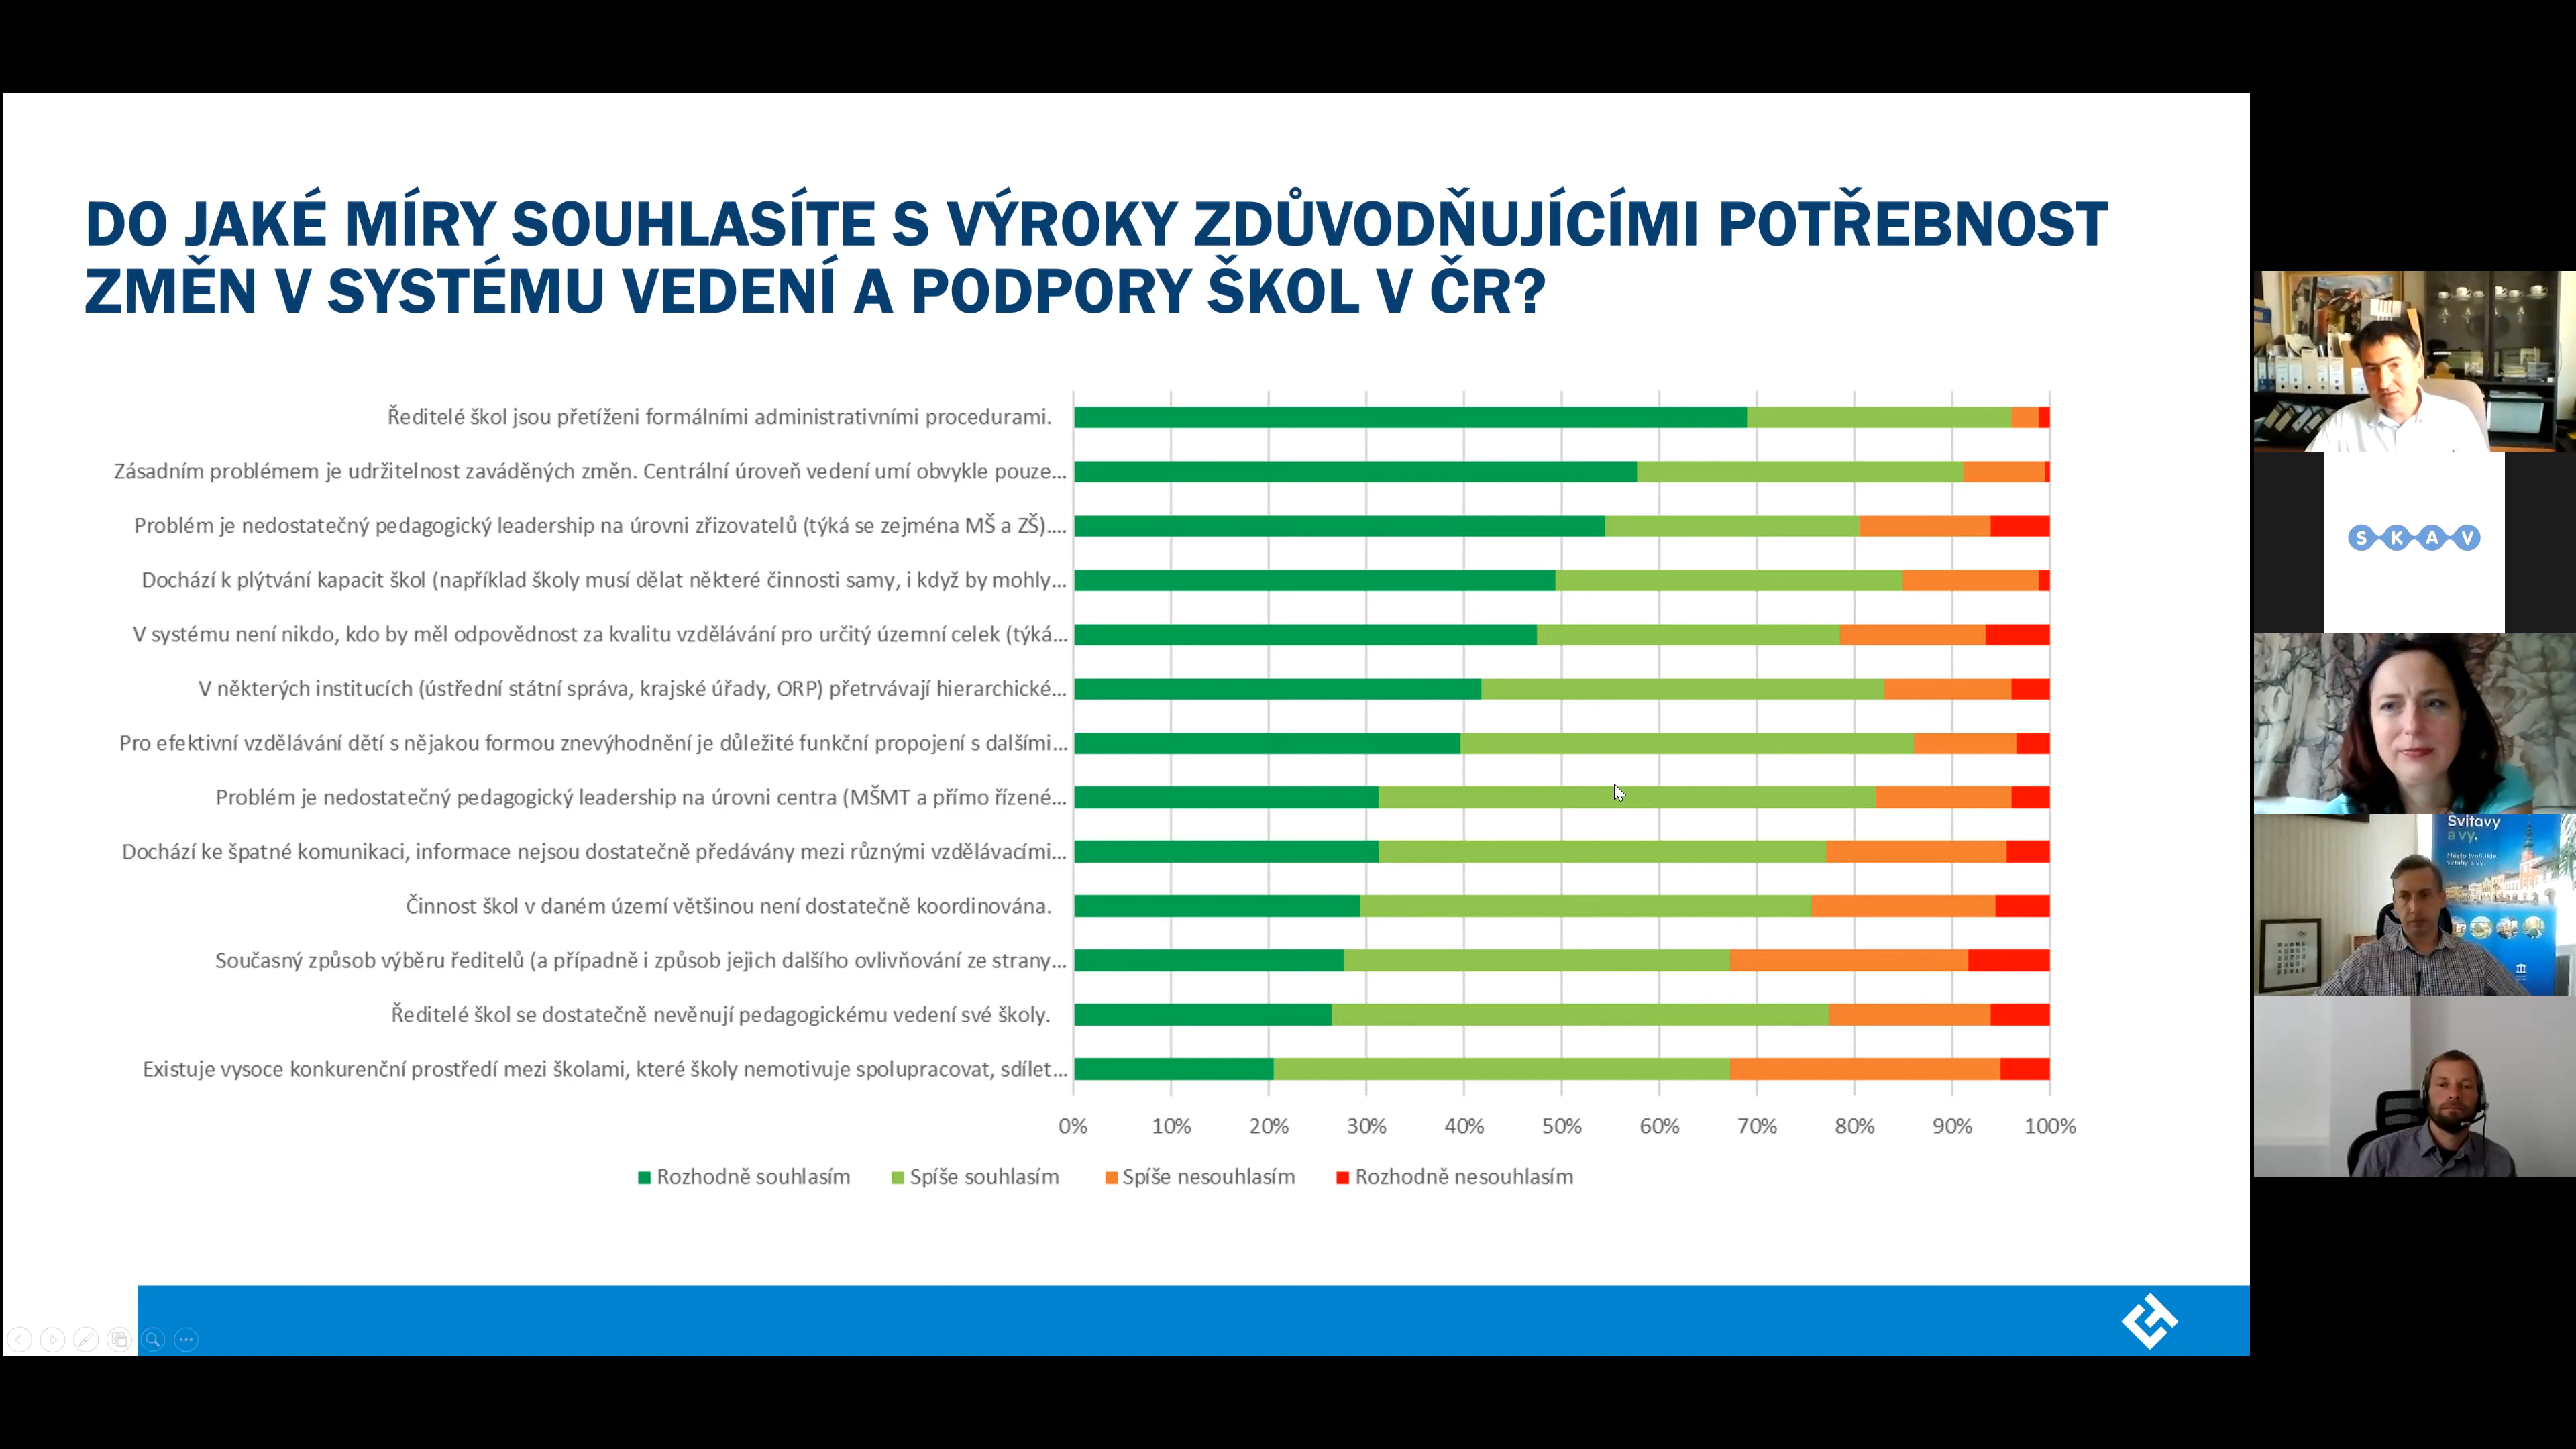 DO JAKÉ MÍRY SOUHLASÍTE S VÝROKY ZDŮVODŇUJÍCÍMI POTŘEBNOST
ZMĚN V SYSTÉMU VEDENÍ A PODPORY ŠKOL V ČR?
Ředitelé škol jsou přetíženi formálními administrativními procedurami.
Zásadním problémem je udržitelnost zaváděných změn. Centrální úroveň vedení umí obvykle pouze...
Problém je nedostatečný pedagogický leadership na úrovni zřizovatelů (týká se zejména MŠ a ZŠ)....
Dochází k plýtvání kapacit škol (například školy musí dělat některé činnosti samy, i když by mohly...
V systému není nikdo, kdo by měl odpovědnost za kvalitu vzdělávání pro určitý územní celek (týká...
V některých institucích (ústřední státní správa, krajské úřady, ORP) přetrvávají hierarchické...
Pro efektivní vzdělávání dětí s nějakou formou znevýhodnění je důležité funkční propojení s dalšími...
Problém je nedostatečný pedagogický leadership na úrovni centra (MŠMT a přímo řízené...
Dochází ke špatné komunikaci, informace nejsou dostatečně předávány mezi různými vzdělávacími...
Činnost škol v daném území většinou není dostatečně koordinována.
Současný způsob výběru ředitelů (a případně i způsob jejich dalšího ovlivňování ze strany...
Ředitelé škol se dostatečně nevěnují pedagogickému vedení své školy.
Existuje vysoce konkurenční prostředí mezi školami, které školy nemotivuje spolupracovat, sdílet...
0% 10% 20% 30% 40% 50% 60% 70% 80% 90% 100%
Rozhodně souhlasím Spíše souhlasím Spíše nesouhlasím Rozhodně nesouhlasím
SKAV
Svitavy
a vy.